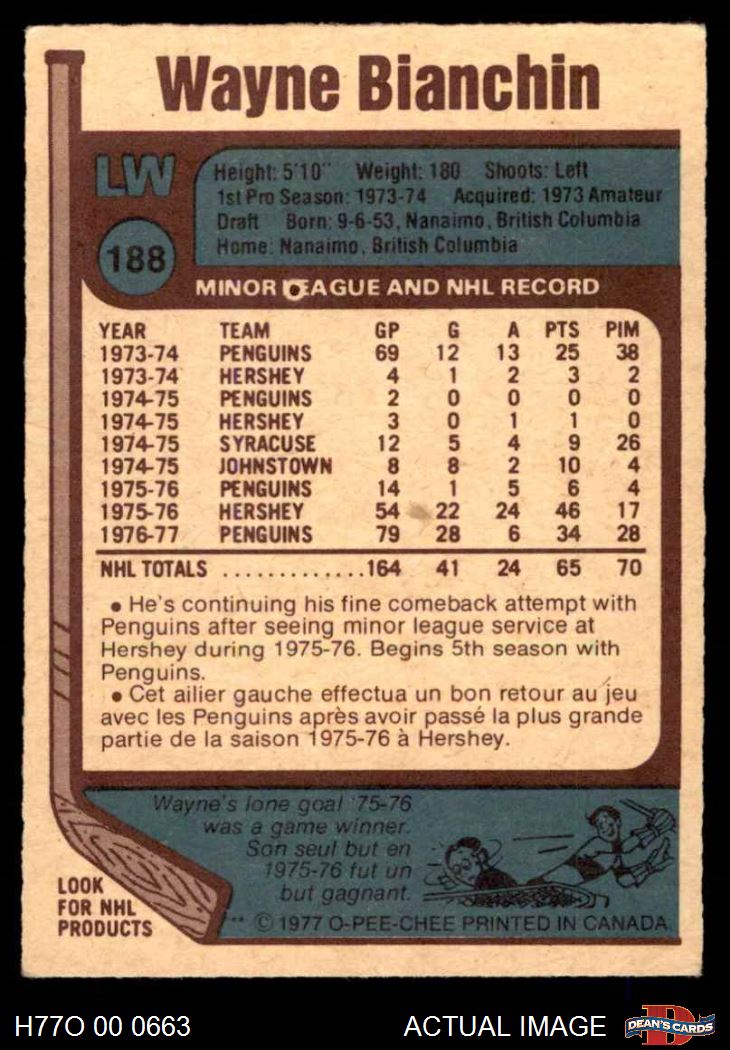 Wayne Bianchin
LW
188
Height: 5'10" Weight: 180 Shoots: Left
1st Pro Season: 1973-74 Acquired: 1973 Amateur
Draft Born: 9-6-53, Nanaimo, British Columbia
Home: Nanaimo, British Columbia
MINOR LEAGUE AND NHL RECORD
YEAR TEAM GP G A PTS PIM
1973-74 PENGUINS 69 12 13 25 38
1973-74 HERSHEY 4 1 2 3 2
1974-75 PENGUINS 2 0 0 0 0
1974-75 HERSHEY 3 0 1 1 0
1974-75 SYRACUSE 12 5 4 9 26
1974-75 JOHNSTOWN 8 8 2 10 4
1975-76 PENGUINS 14 1 5 6 4
1975-76 HERSHEY 54 22 24 46 17
1976-77 PENGUINS 79 28 6 34 28
NHL TOTALS .............164 41 24 65 70
• He's continuing his fine comeback attempt with
Penguins after seeing minor league service at
Hershey during 1975-76. Begins 5th season with
Penguins.
• Cet ailier gauche effectua un bon retour au jeu
avec les Penguins après avoir passé la plus grande
partie de la saison 1975-76 à Hershey.
Wayne's lone goal '75-76
was a game winner.
Son seul but en
1975-76 fut un
but gagnant.
LOOK
FOR NHL
PRODUCTS
** © 1977 O-PEE-CHEE PRINTED IN CANADA
H77O 00 0663
ACTUAL IMAGE
D
DEAN'S CARDS